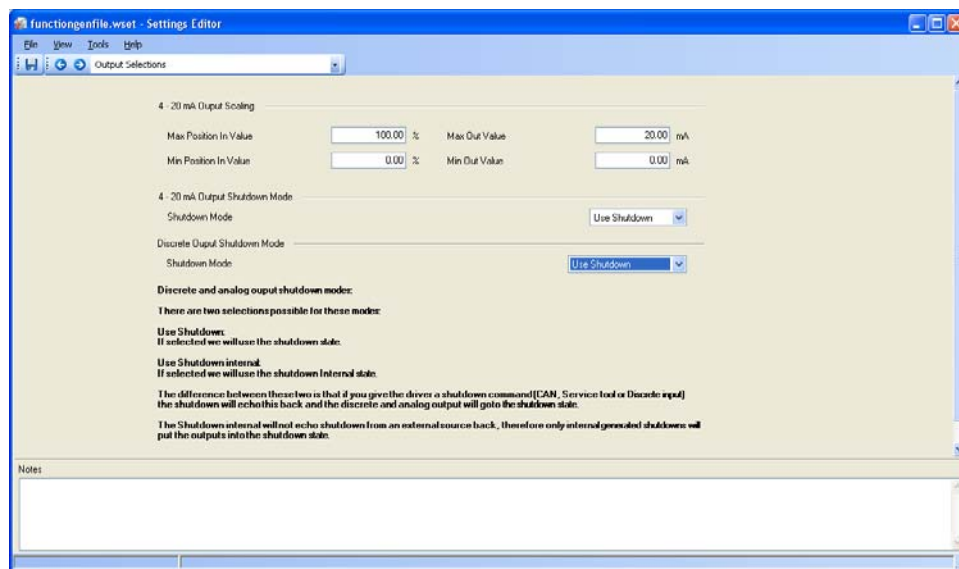 functiongenfile.wset - Settings Editor
File View Tools Help
Output Selections
4 - 20 mA Ouput Scaling
Max Position In Value 100.00 % Max Out Value 20.00 mA
Min Position In Value 0.00 % Min Out Value 0.00 mA
4 - 20 mA Output Shutdown Mode
Shutdown Mode Use Shutdown
Discrete Ouput Shutdown Mode
Shutdown Mode Use Shutdown
Discrete and analog ouput shutdown modes:
There are two selections possible for these modes:
Use Shutdown:
If selected we will use the shutdown state.
Use Shutdown internal:
If selected we will use the shutdown Internal state.
The difference between these two is that if you give the driver a shutdown command (CAN, Service tool or Discrete input)
the shutdown will echo this back and the discrete and analog output will goto the shutdown state.
The Shutdown internal will not echo shutdown from an external source back, therefore only internal generated shutdowns will
put the outputs into the shutdown state.
Notes